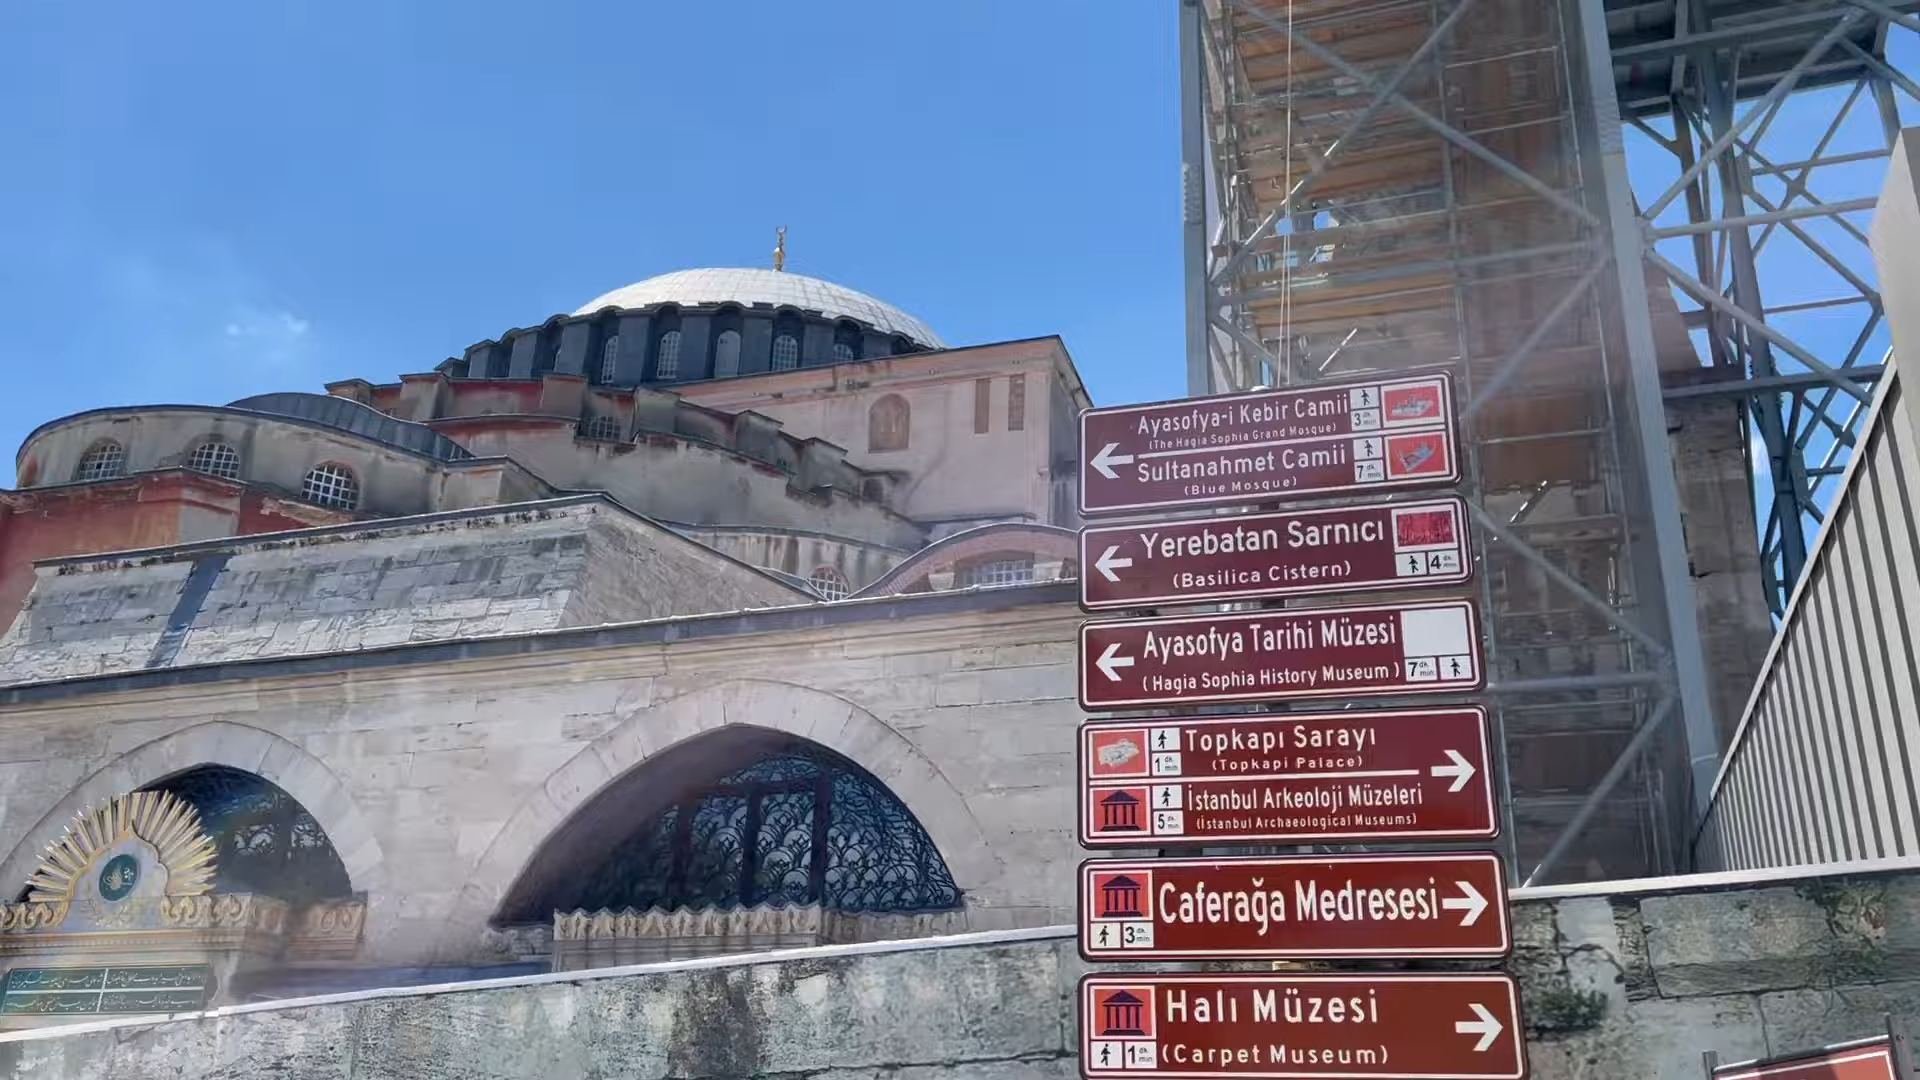 Ayasofya-i Kebir Camii
(The Hagia Sophia Grand Mosque)
3 dk. min.
Sultanahmet Camii
(Blue Mosque)
7 dk. min.
Yerebatan Sarnıcı
(Basilica Cistern)
4 dk. min.
Ayasofya Tarihi Müzesi
(Hagia Sophia History Museum)
7 dk. min.
Topkapı Sarayı
(Topkapi Palace)
1 dk. min.
İstanbul Arkeoloji Müzeleri
(İstanbul Archaeological Museums)
5 dk. min.
Caferağa Medresesi
3 dk. min.
Halı Müzesi
(Carpet Museum)
1 dk. min.